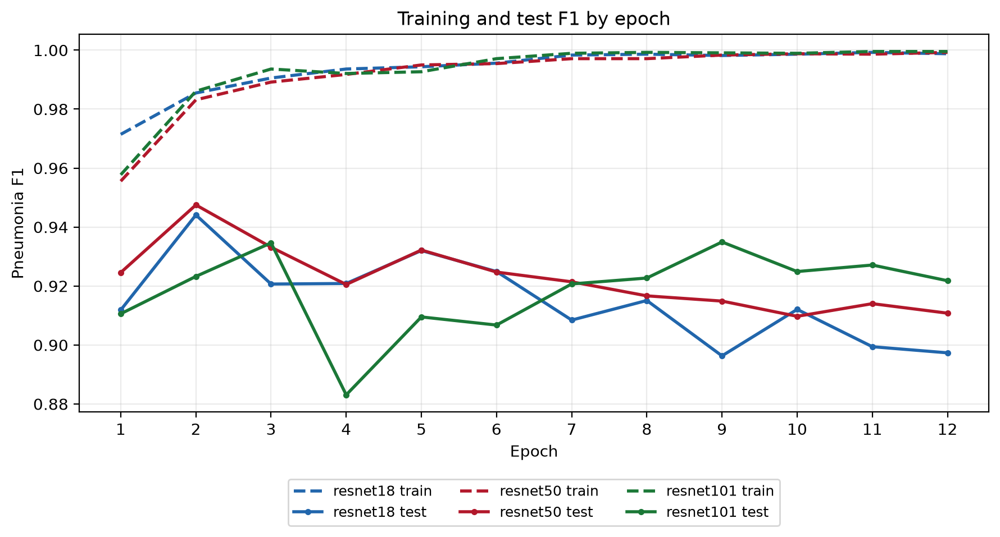 Training and test F1 by epoch
Pneumonia F1
1.00
0.98
0.96
0.94
0.92
0.90
0.88
1 2 3 4 5 6 7 8 9 10 11 12
Epoch
resnet18 train resnet50 train resnet101 train
resnet18 test resnet50 test resnet101 test